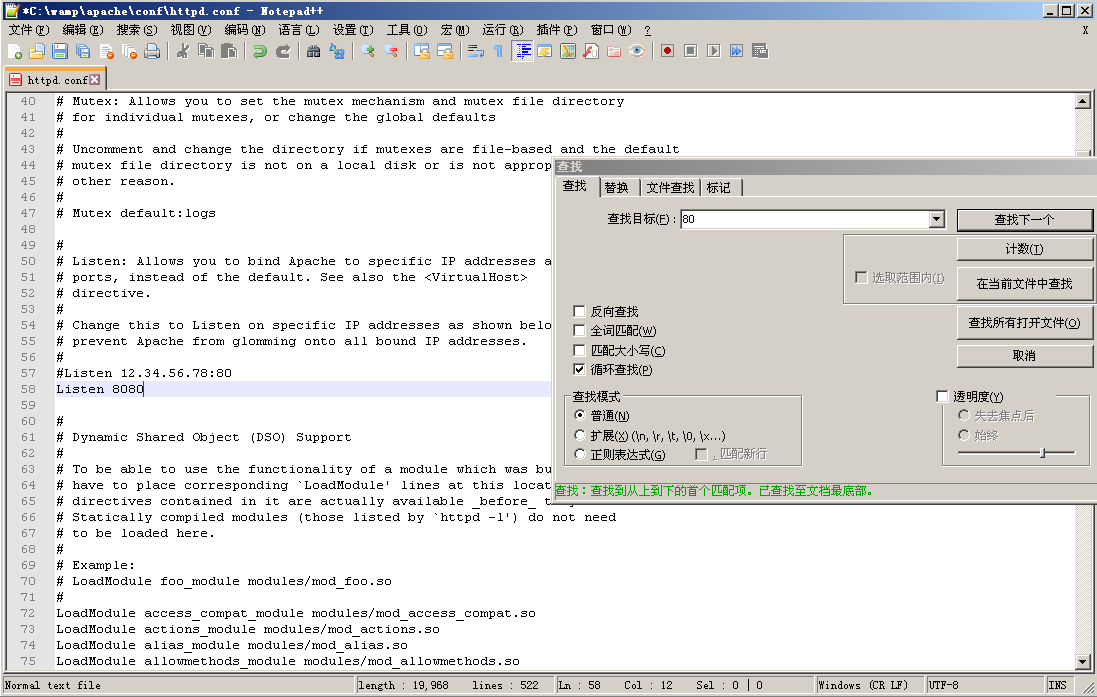 *C:\wamp\apache\conf\httpd.conf - Notepad++
文件(F) 编辑(E) 搜索(S) 视图(V) 编码(N) 语言(L) 设置(T) 工具(O) 宏(M) 运行(R) 插件(P) 窗口(W) ? X
httpd.conf
40 # Mutex: Allows you to set the mutex mechanism and mutex file directory
41 # for individual mutexes, or change the global defaults
42 #
43 # Uncomment and change the directory if mutexes are file-based and the default
44 # mutex file directory is not on a local disk or is not approp
45 # other reason.
46 #
47 # Mutex default:logs
48
49 #
50 # Listen: Allows you to bind Apache to specific IP addresses a
51 # ports, instead of the default. See also the <VirtualHost>
52 # directive.
53 #
54 # Change this to Listen on specific IP addresses as shown belo
55 # prevent Apache from glomming onto all bound IP addresses.
56 #
57 #Listen 12.34.56.78:80
58 Listen 8080
59
60 #
61 # Dynamic Shared Object (DSO) Support
62 #
63 # To be able to use the functionality of a module which was bu
64 # have to place corresponding `LoadModule' lines at this locat
65 # directives contained in it are actually available _before_
66 # Statically compiled modules (those listed by `httpd -l') do not need
67 # to be loaded here.
68 #
69 # Example:
70 # LoadModule foo_module modules/mod_foo.so
71 #
72 LoadModule access_compat_module modules/mod_access_compat.so
73 LoadModule actions_module modules/mod_actions.so
74 LoadModule alias_module modules/mod_alias.so
75 LoadModule allowmethods_module modules/mod_allowmethods.so
查找
查找 替换 文件查找 标记
查找目标(F): 80 查找下一个
计数(T)
选取范围内(I) 在当前文件中查找
反向查找
全词匹配(W) 查找所有打开文件(O)
匹配大小写(C) 取消
循环查找(P)
查找模式 透明度(Y)
普通(N) 失去焦点后
扩展(X) (\n, \r, \t, \0, \x...) 始终
正则表达式(G) . 匹配新行
查找：查找到从上到下的首个匹配项。已查找至文档最底部。
Normal text file length : 19,968 lines : 522 Ln : 58 Col : 12 Sel : 0 | 0 Windows (CR LF) UTF-8 INS